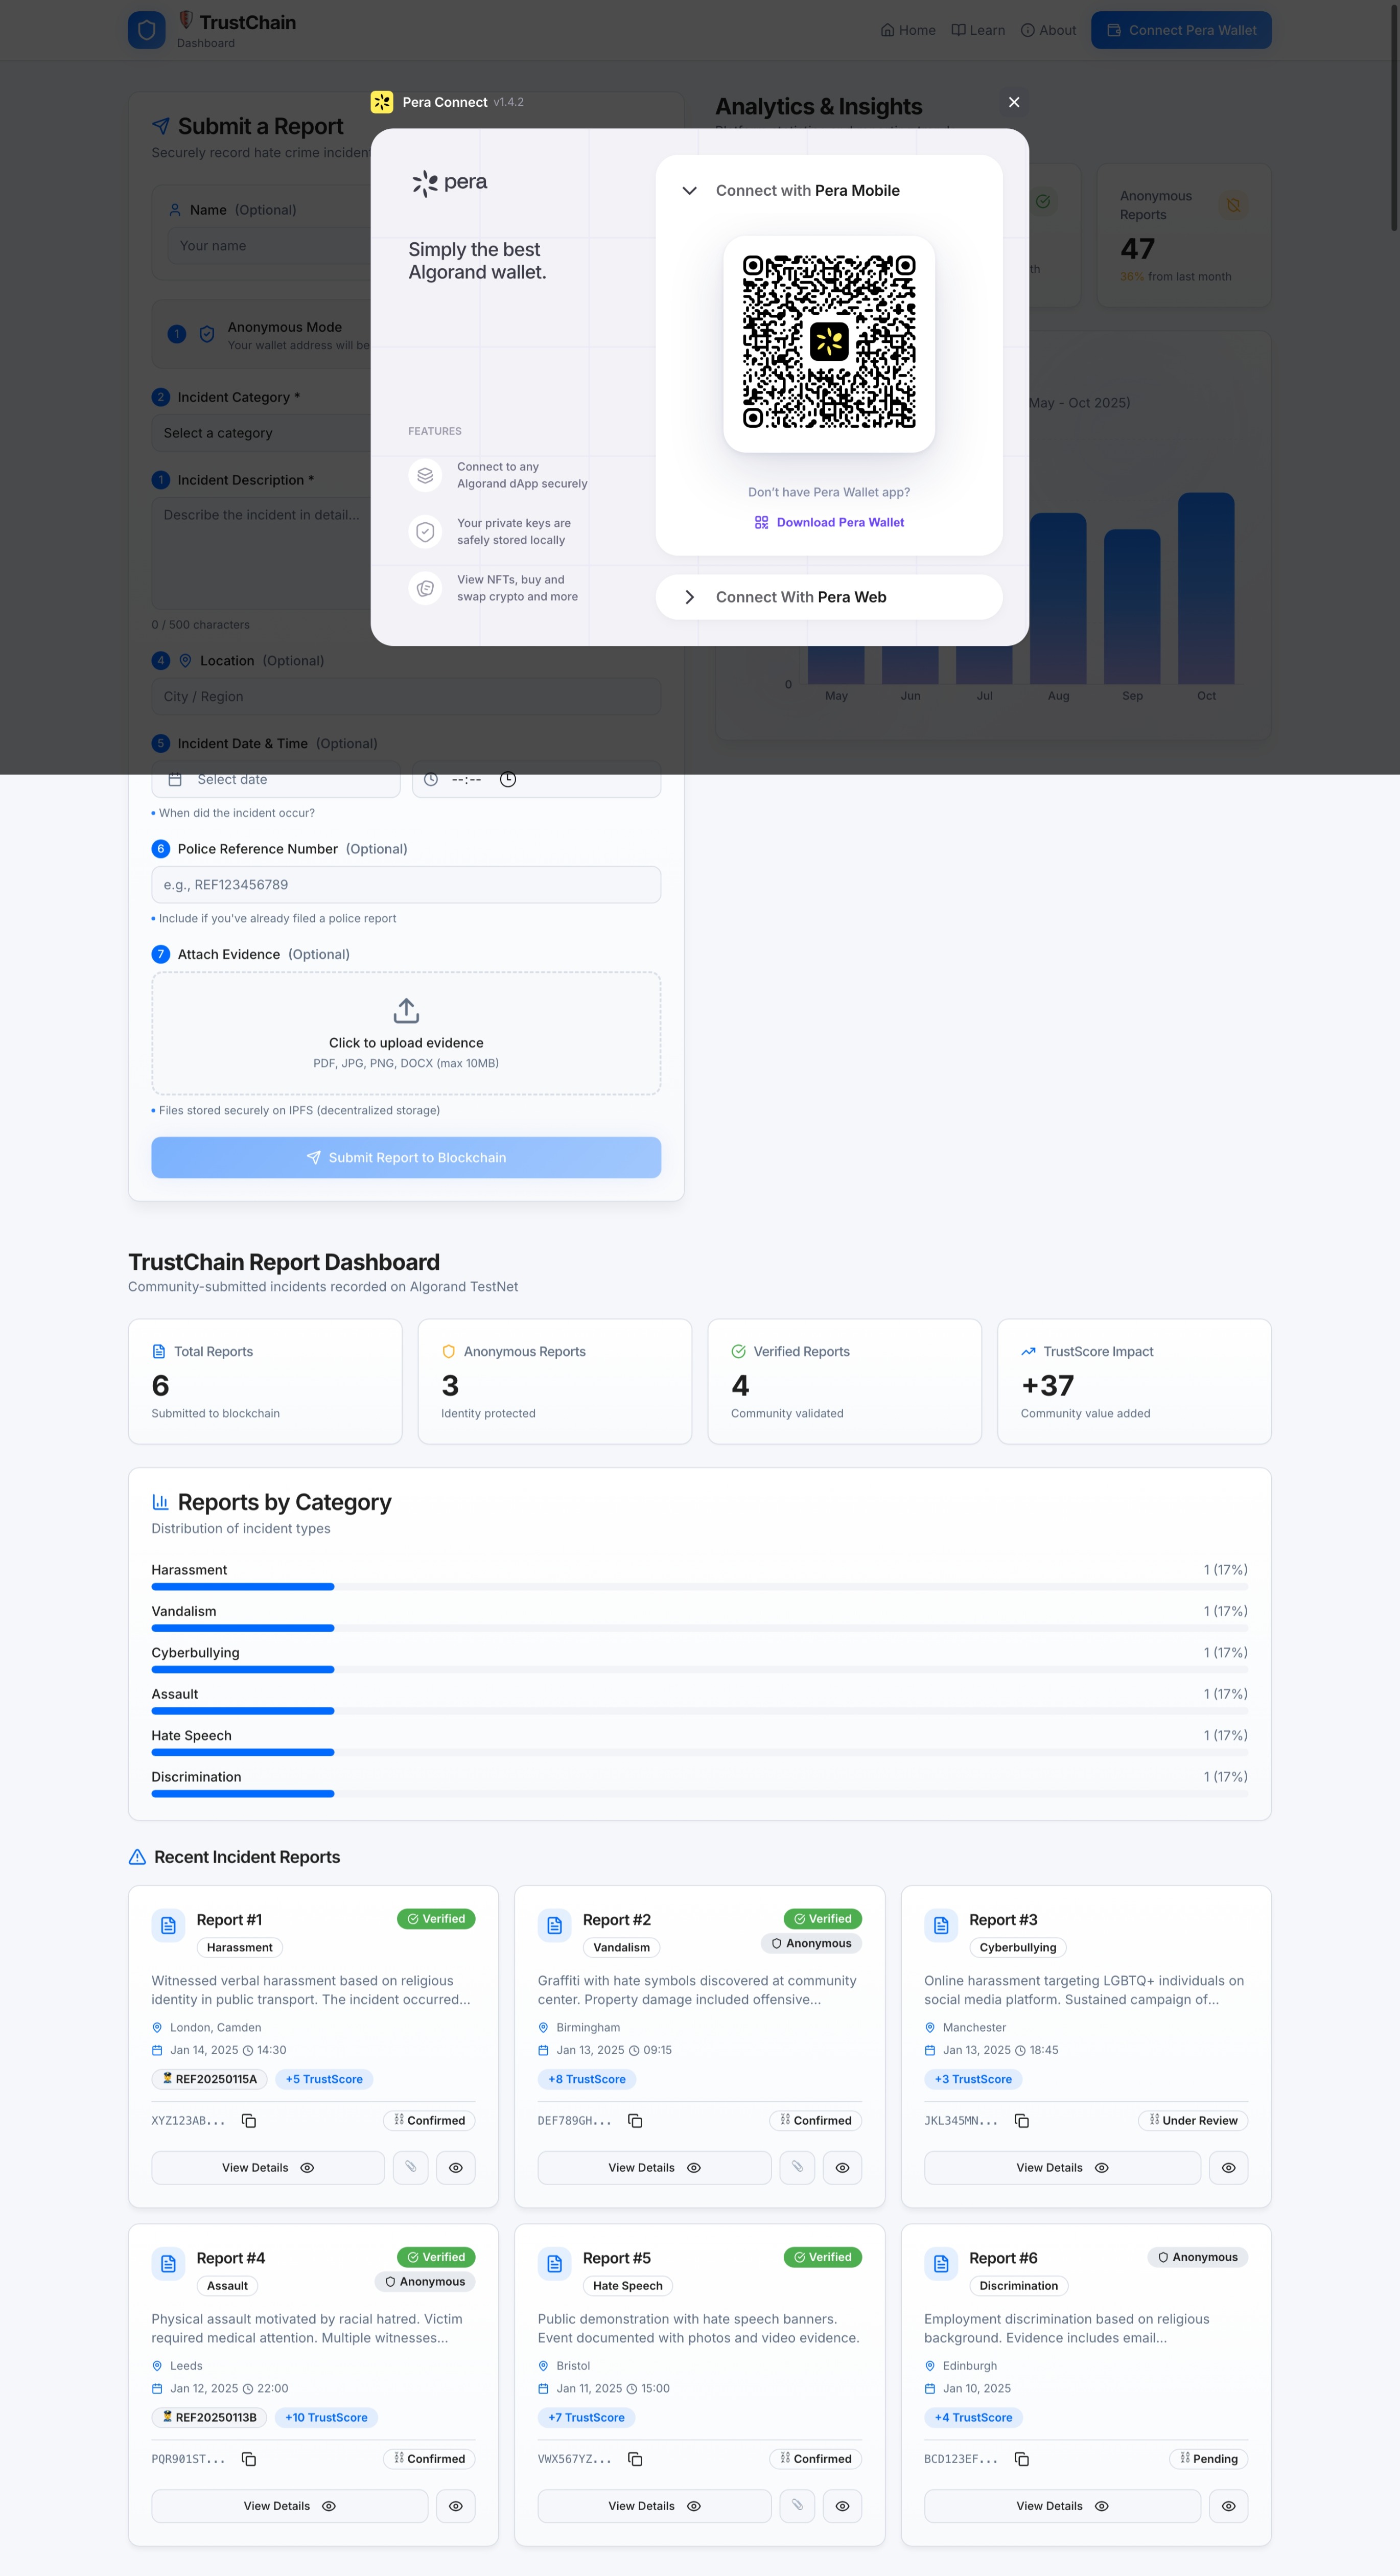 TrustChain
Dashboard
Home
Learn
About
Connect Pera Wallet
Pera Connect v1.4.2
Submit a Report
Securely record hate crime inciden
Name (Optional)
Your name
1
Anonymous Mode
Your wallet address will be
2 Incident Category *
Select a category
1 Incident Description *
Describe the incident in detail...
0 / 500 characters
4 Location (Optional)
City / Region
5 Incident Date & Time (Optional)
Select date
--:--
When did the incident occur?
6 Police Reference Number (Optional)
e.g., REF123456789
Include if you've already filed a police report
7 Attach Evidence (Optional)
Click to upload evidence
PDF, JPG, PNG, DOCX (max 10MB)
Files stored securely on IPFS (decentralized storage)
Submit Report to Blockchain
pera
Simply the best
Algorand wallet.
FEATURES
Connect to any
Algorand dApp securely
Your private keys are
safely stored locally
View NFTs, buy and
swap crypto and more
Connect with Pera Mobile
Don't have Pera Wallet app?
Download Pera Wallet
Connect With Pera Web
Analytics & Insights
th
Anonymous
Reports
47
36% from last month
May - Oct 2025)
0
May
Jun
Jul
Aug
Sep
Oct
TrustChain Report Dashboard
Community-submitted incidents recorded on Algorand TestNet
Total Reports
6
Submitted to blockchain
Anonymous Reports
3
Identity protected
Verified Reports
4
Community validated
TrustScore Impact
+37
Community value added
Reports by Category
Distribution of incident types
Harassment 1 (17%)
Vandalism 1 (17%)
Cyberbullying 1 (17%)
Assault 1 (17%)
Hate Speech 1 (17%)
Discrimination 1 (17%)
Recent Incident Reports
Report #1
Verified
Harassment
Witnessed verbal harassment based on religious
identity in public transport. The incident occurred...
London, Camden
Jan 14, 2025 14:30
REF20250115A
+5 TrustScore
XYZ123AB...
Confirmed
View Details
Report #2
Verified
Vandalism
Anonymous
Graffiti with hate symbols discovered at community
center. Property damage included offensive...
Birmingham
Jan 13, 2025 09:15
+8 TrustScore
DEF789GH...
Confirmed
View Details
Report #3
Cyberbullying
Online harassment targeting LGBTQ+ individuals on
social media platform. Sustained campaign of...
Manchester
Jan 13, 2025 18:45
+3 TrustScore
JKL345MN...
Under Review
View Details
Report #4
Verified
Assault
Anonymous
Physical assault motivated by racial hatred. Victim
required medical attention. Multiple witnesses...
Leeds
Jan 12, 2025 22:00
REF20250113B
+10 TrustScore
PQR901ST...
Confirmed
View Details
Report #5
Verified
Hate Speech
Public demonstration with hate speech banners.
Event documented with photos and video evidence.
Bristol
Jan 11, 2025 15:00
+7 TrustScore
VWX567YZ...
Confirmed
View Details
Report #6
Anonymous
Discrimination
Employment discrimination based on religious
background. Evidence includes email...
Edinburgh
Jan 10, 2025
+4 TrustScore
BCD123EF...
Pending
View Details